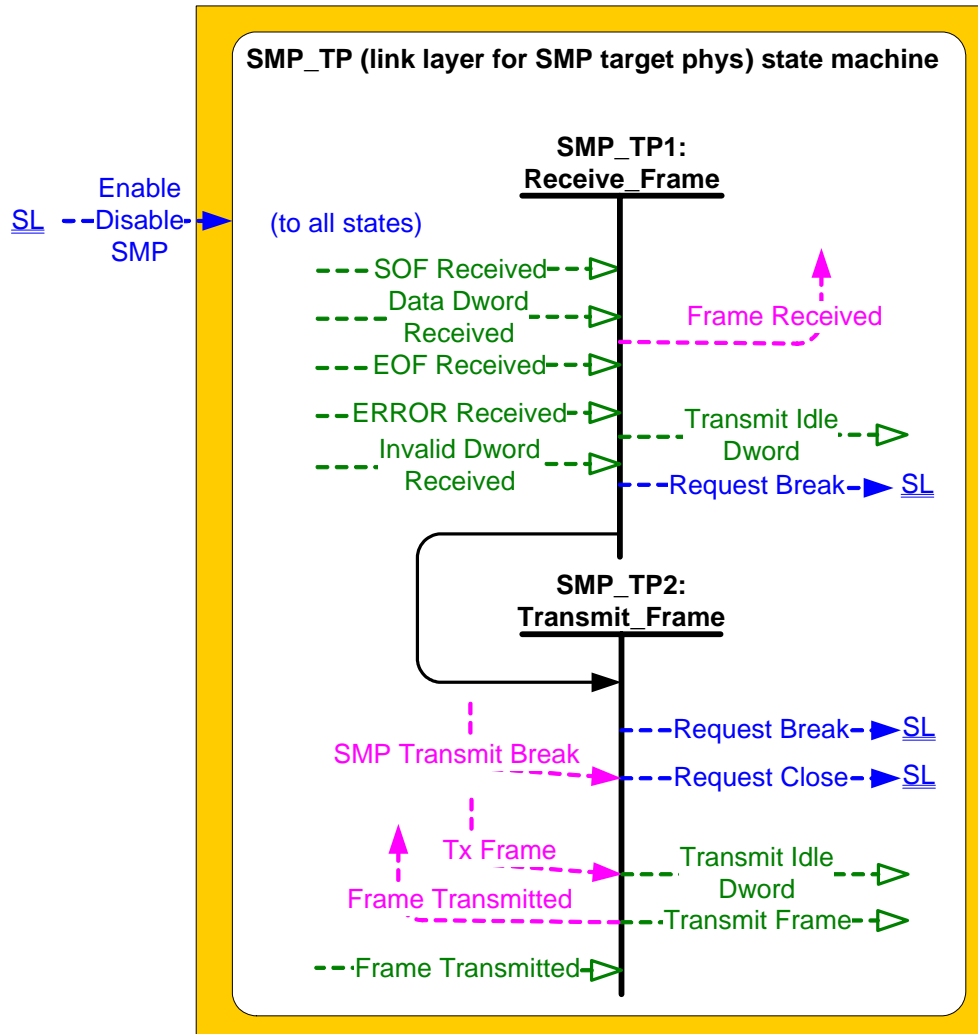 SMP_TP (link layer for SMP target phys) state machine
SMP_TP1:
Receive_Frame
SL
Enable
Disable
SMP
(to all states)
SOF Received
Data Dword
Received
EOF Received
ERROR Received
Invalid Dword
Received
Frame Received
Transmit Idle
Dword
Request Break
SL
SMP_TP2:
Transmit_Frame
SMP Transmit Break
Tx Frame
Frame Transmitted
Frame Transmitted
Request Break
SL
Request Close
SL
Transmit Idle
Dword
Transmit Frame